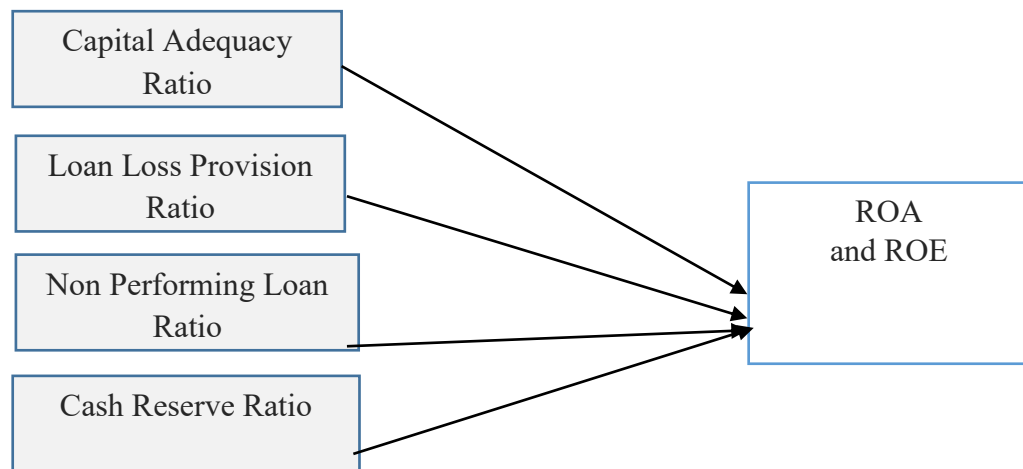 Capital Adequacy
Ratio
Loan Loss Provision
Ratio
Non Performing Loan
Ratio
Cash Reserve Ratio
ROA
and ROE